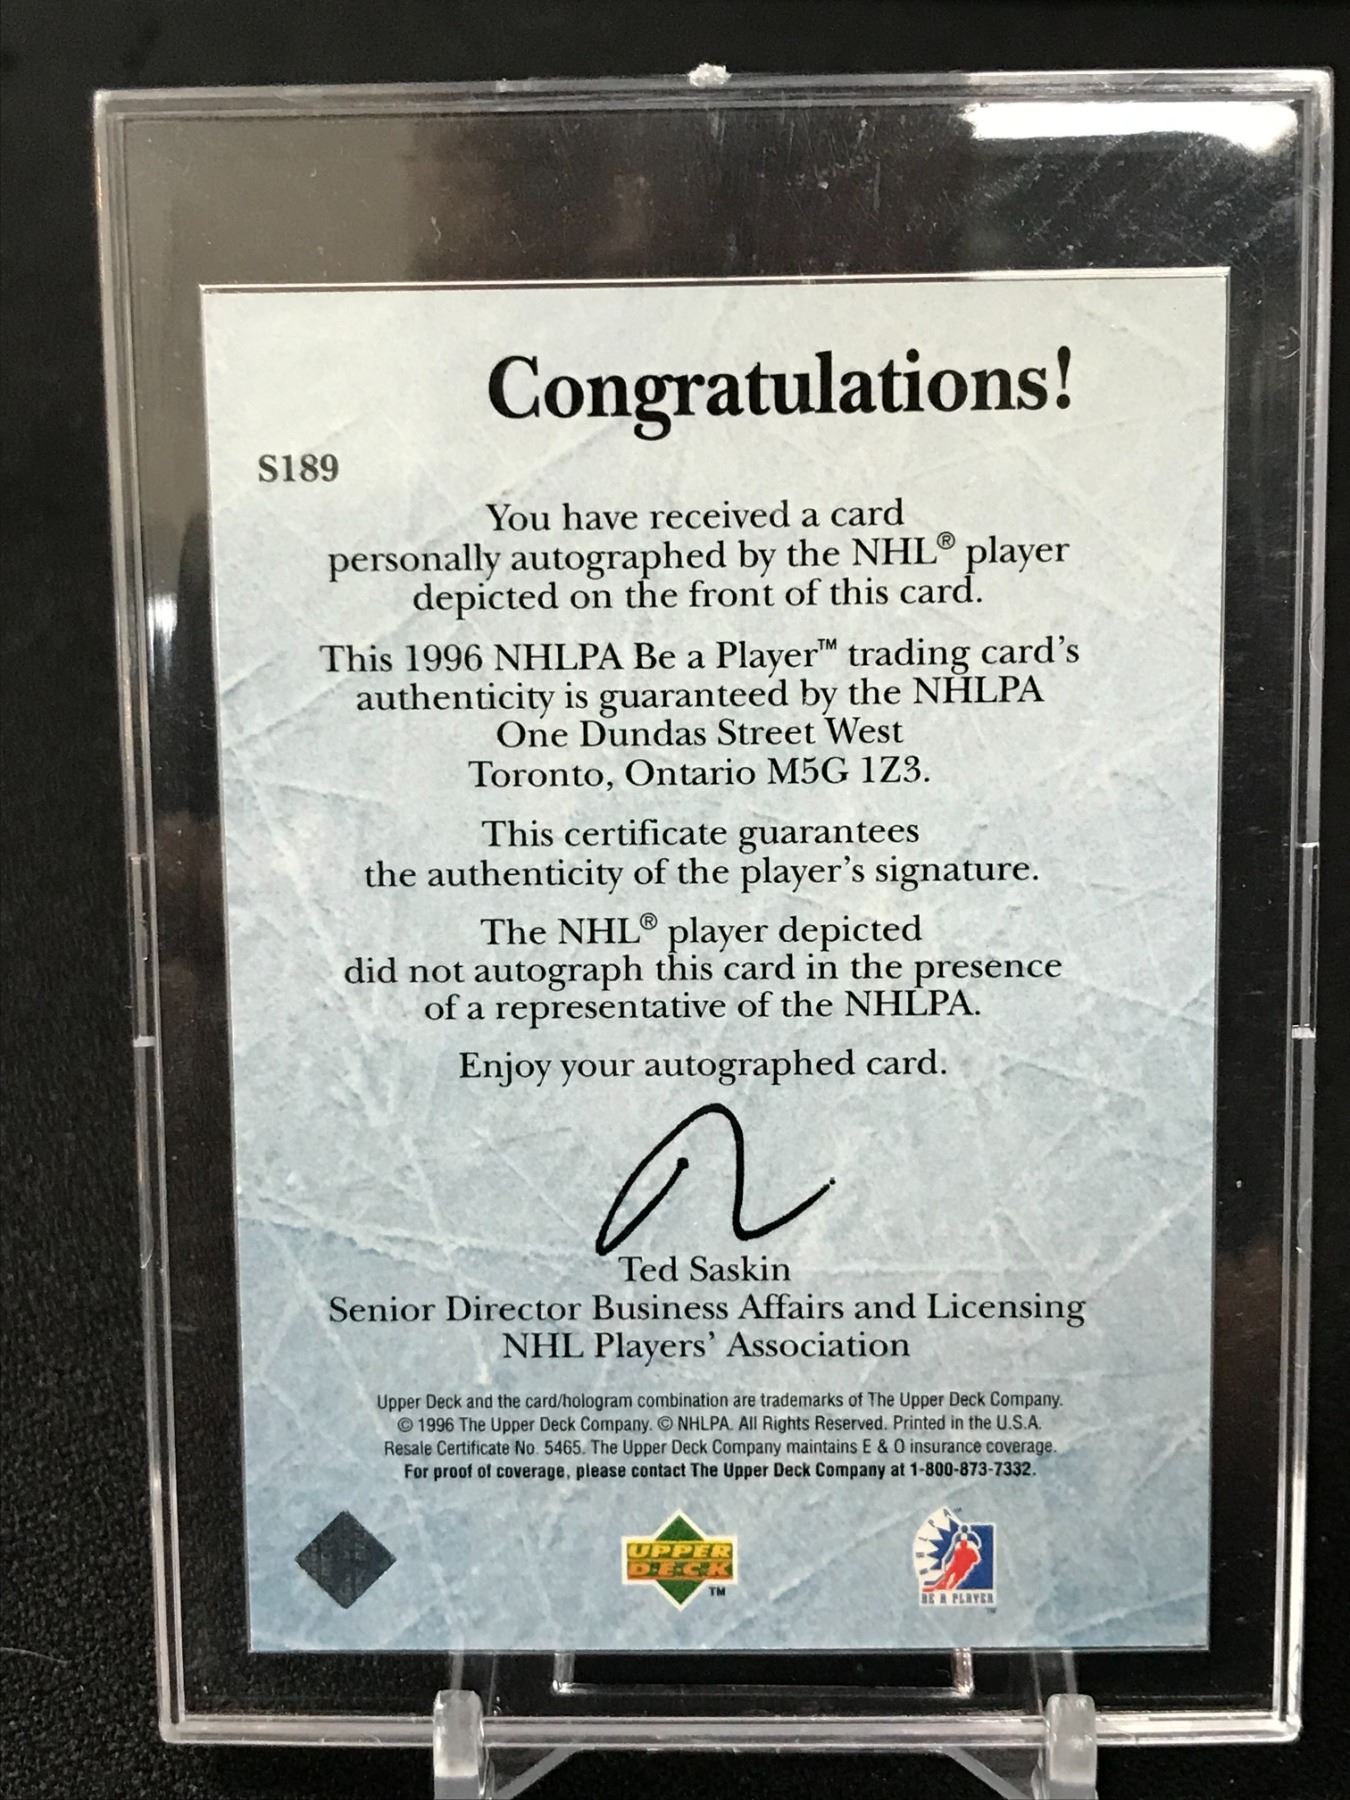 Congratulations!
S189
You have received a card
personally autographed by the NHL® player
depicted on the front of this card.
This 1996 NHLPA Be a Player™ trading card's
authenticity is guaranteed by the NHLPA
One Dundas Street West
Toronto, Ontario M5G 1Z3.
This certificate guarantees
the authenticity of the player's signature.
The NHL® player depicted
did not autograph this card in the presence
of a representative of the NHLPA.
Enjoy your autographed card.
Ted Saskin
Senior Director Business Affairs and Licensing
NHL Players' Association
Upper Deck and the card/hologram combination are trademarks of The Upper Deck Company.
© 1996 The Upper Deck Company. © NHLPA. All Rights Reserved. Printed in the U.S.A.
Resale Certificate No. 5465. The Upper Deck Company maintains E & O insurance coverage.
For proof of coverage, please contact The Upper Deck Company at 1-800-873-7332.
UPPER
DECK
TM
NHLPA
BE A PLAYER
TM